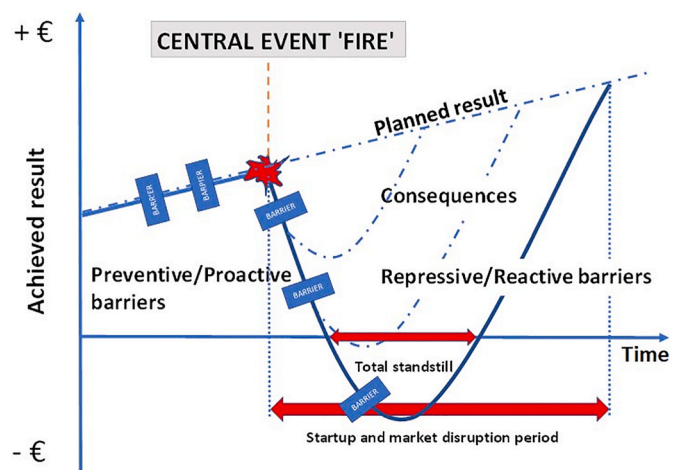 + €
CENTRAL EVENT 'FIRE'
Planned result
BARRIER
BARRIER
BARRIER
Consequences
Achieved result
Preventive/Proactive
barriers
BARRIER
Repressive/Reactive barriers
Time
Total standstill
BARRIER
Startup and market disruption period
- €